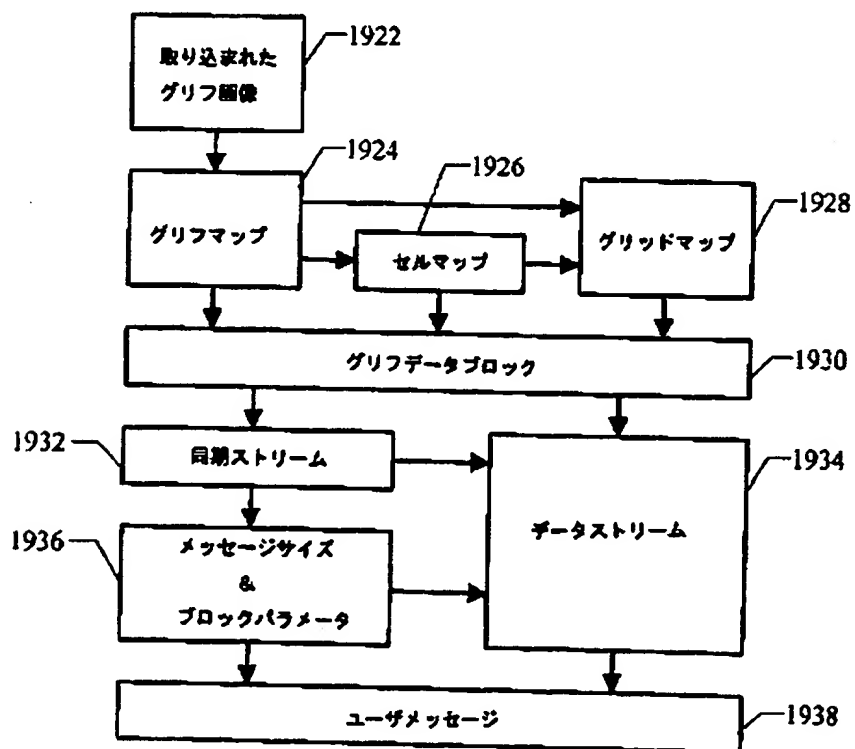 取り込まれた
グリフ画像
1922
1924
グリフマップ
1926
セルマップ
1928
グリッドマップ
グリフデータブロック
1930
1932
同期ストリーム
1934
データストリーム
1936
メッセージサイズ
&
ブロックパラメータ
ユーザメッセージ
1938